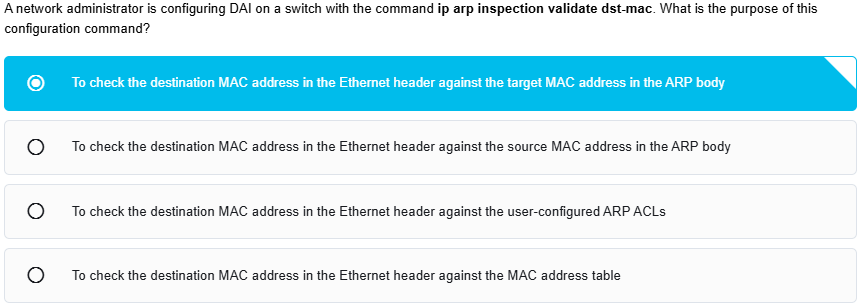 A network administrator is configuring DAI on a switch with the command ip arp inspection validate dst-mac. What is the purpose of this
configuration command?
To check the destination MAC address in the Ethernet header against the target MAC address in the ARP body
To check the destination MAC address in the Ethernet header against the source MAC address in the ARP body
To check the destination MAC address in the Ethernet header against the user-configured ARP ACLs
To check the destination MAC address in the Ethernet header against the MAC address table